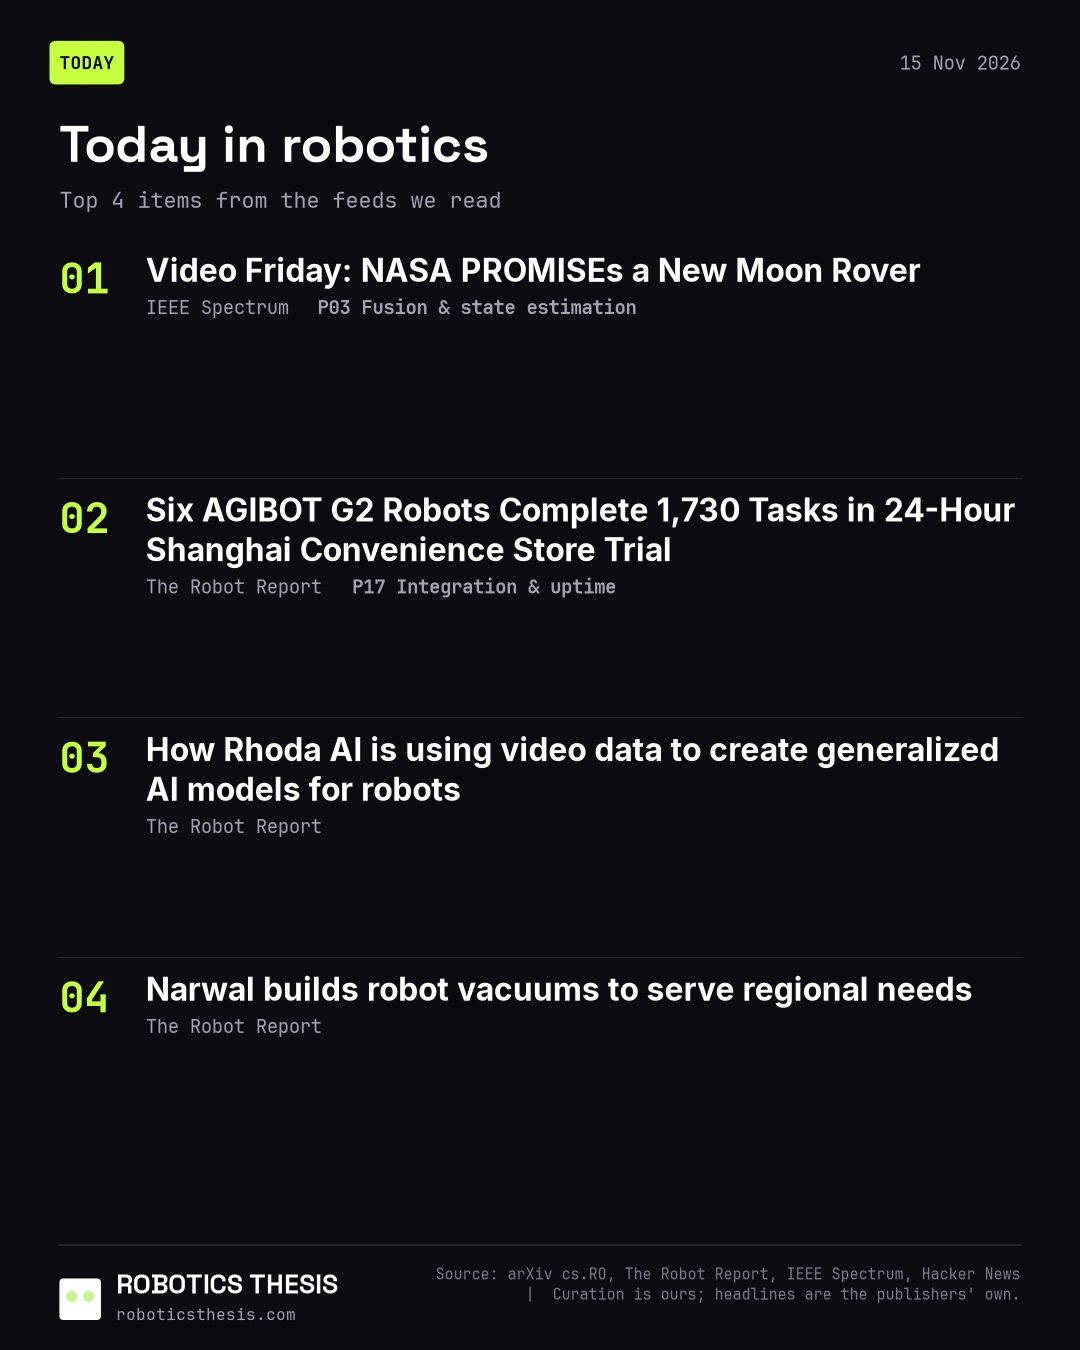 TODAY
15 Nov 2026
Today in robotics
Top 4 items from the feeds we read
01
Video Friday: NASA PROMISEs a New Moon Rover
IEEE Spectrum P03 Fusion & state estimation
02
Six AGIBOT G2 Robots Complete 1,730 Tasks in 24-Hour
Shanghai Convenience Store Trial
The Robot Report P17 Integration & uptime
03
How Rhoda AI is using video data to create generalized
AI models for robots
The Robot Report
04
Narwal builds robot vacuums to serve regional needs
The Robot Report
ROBOTICS THESIS
roboticsthesis.com
Source: arXiv cs.RO, The Robot Report, IEEE Spectrum, Hacker News
| Curation is ours; headlines are the publishers' own.